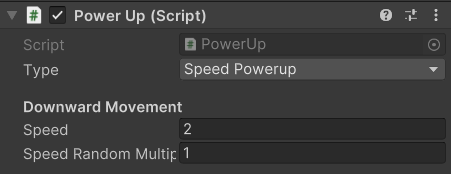 Power Up (Script)
Script PowerUp
Type Speed Powerup
Downward Movement
Speed 2
Speed Random Multip 1